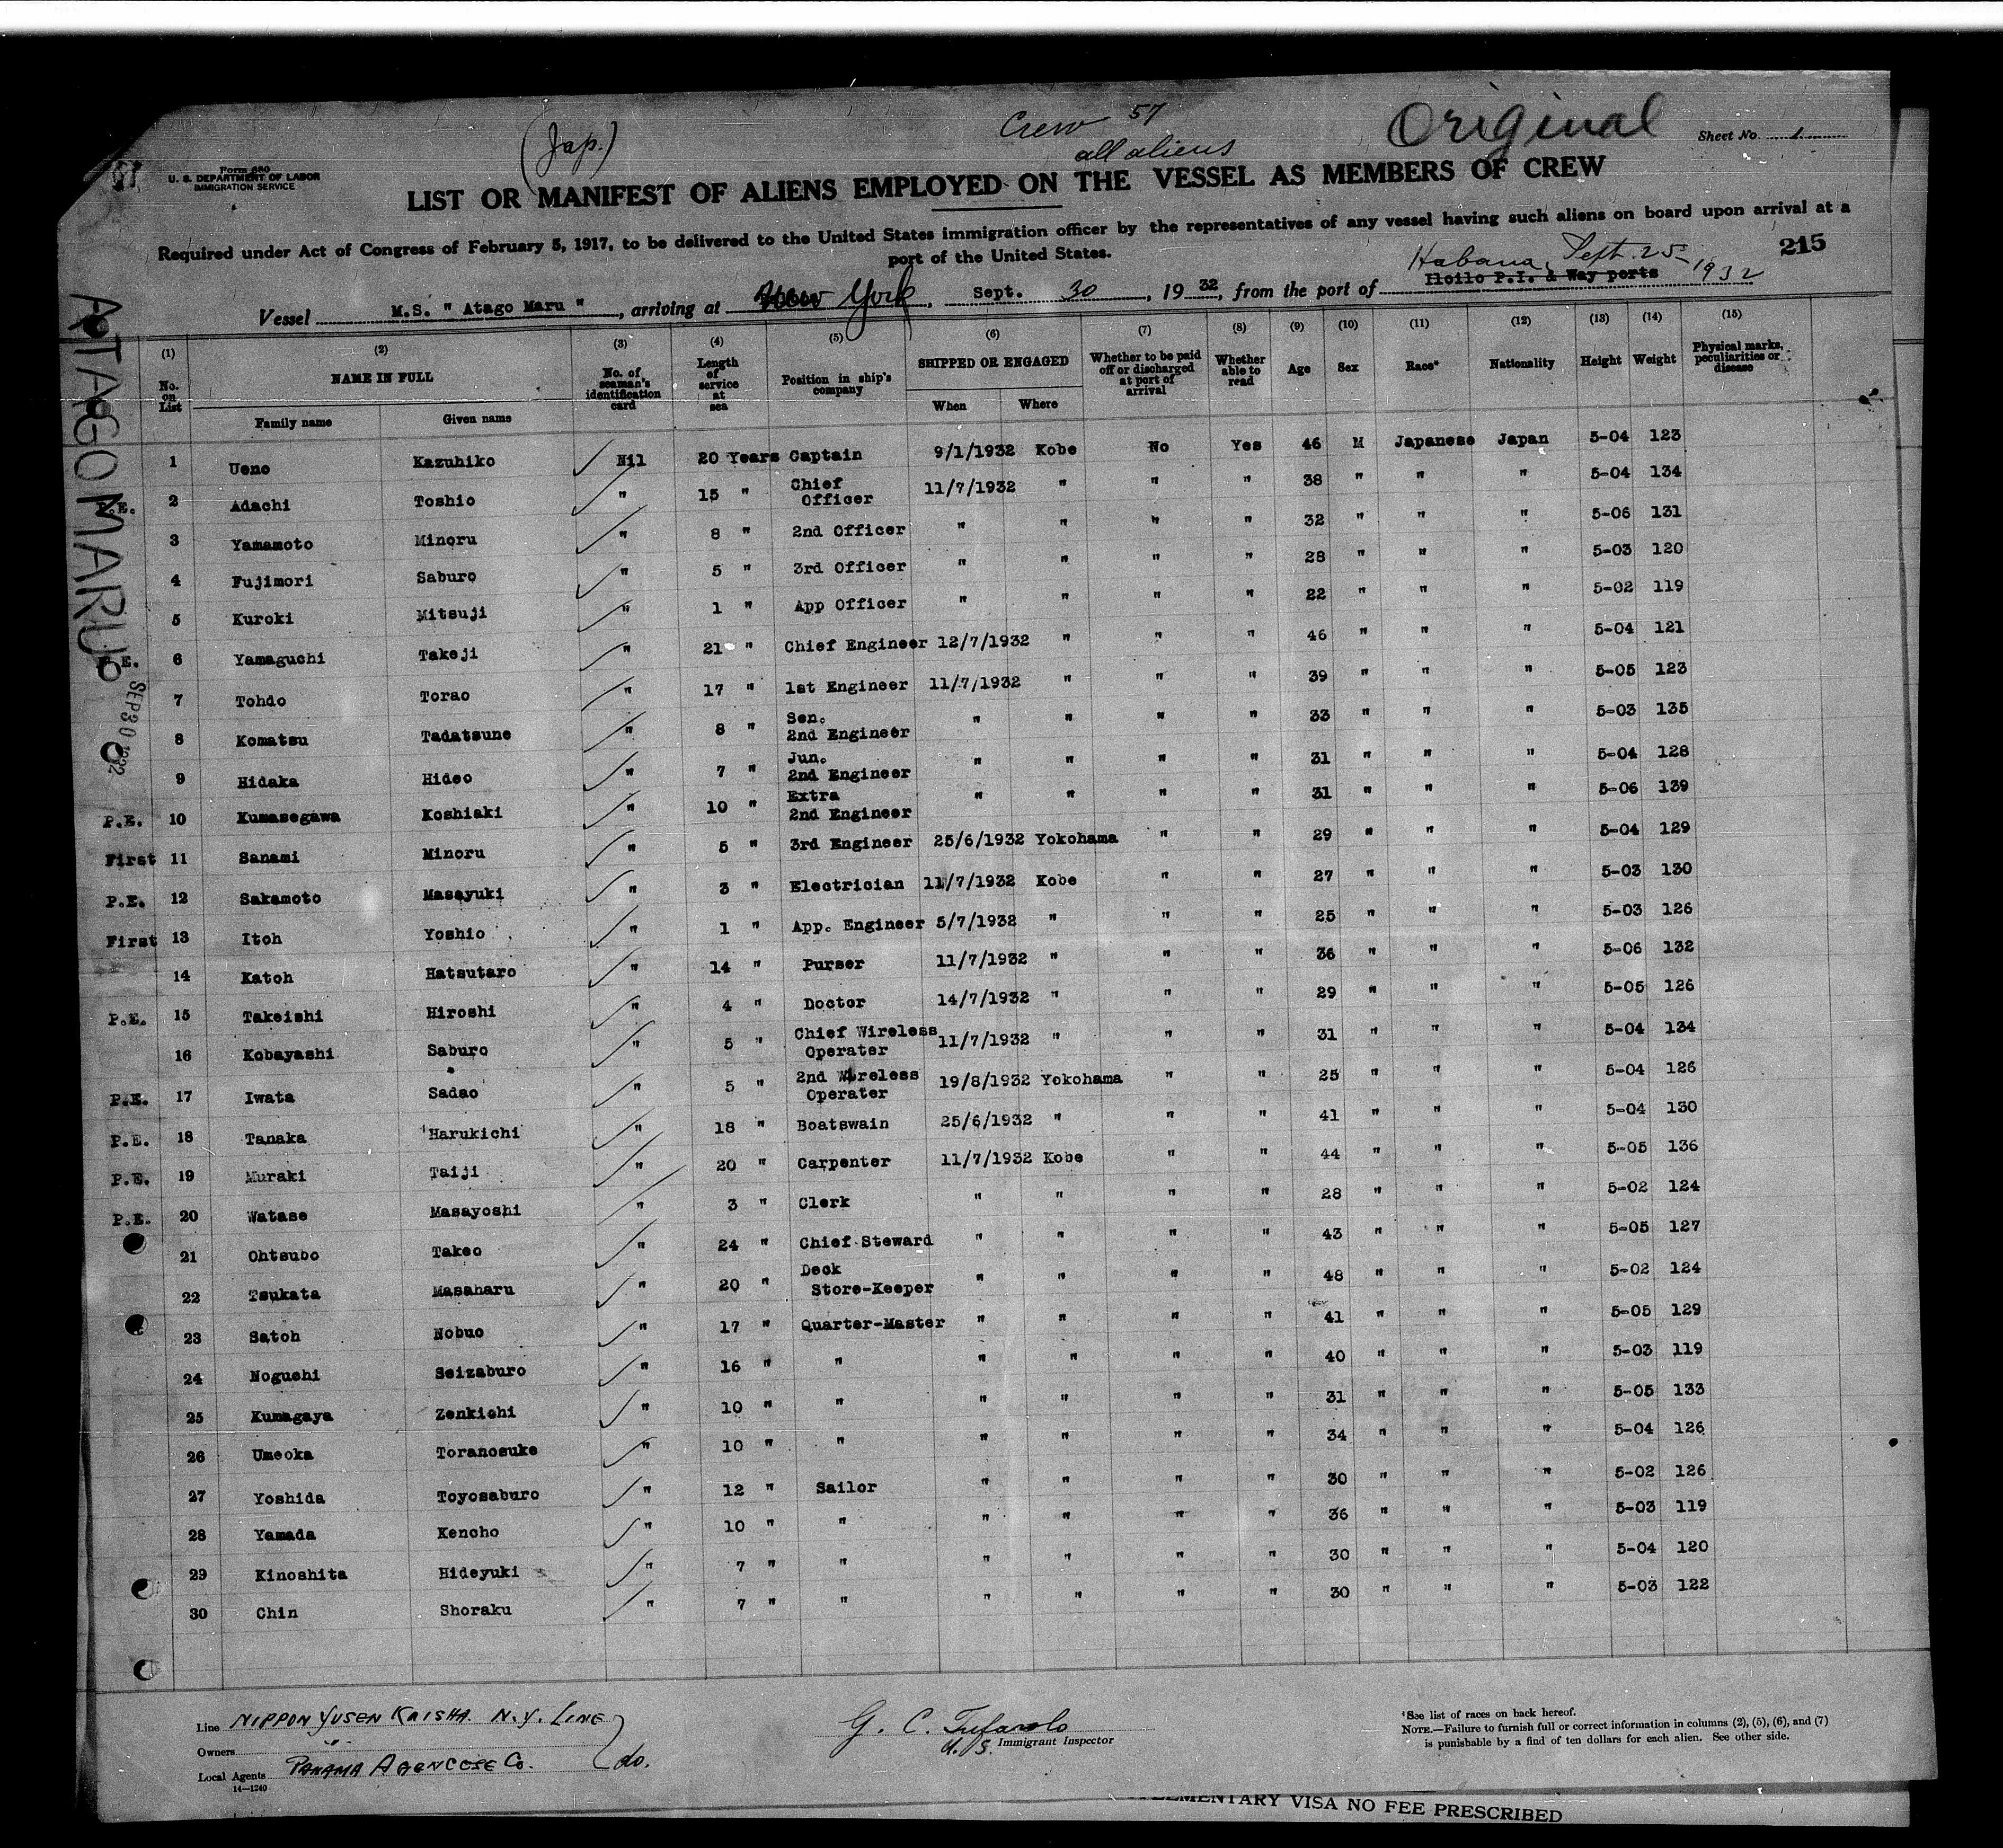 Crew 57
(Jap.)
all aliens
Original
Sheet No. 1
Form 680
U. S. DEPARTMENT OF LABOR
IMMIGRATION SERVICE
LIST OR MANIFEST OF ALIENS EMPLOYED ON THE VESSEL AS MEMBERS OF CREW
Required under Act of Congress of February 5, 1917, to be delivered to the United States immigration officer by the representatives of any vessel having such aliens on board upon arrival at a
port of the United States.
215
Habana, Sept. 25 1932
Vessel M.S. " Atago Maru ", arriving at New York, Sept. 30, 1932, from the port of Iloilo P.I. & Way ports
ATAGO MARU
SEP 30 1932
(1) (2) (3) (4) (5) (6) (7) (8) (9) (10) (11) (12) (13) (14) (15)
No. on List NAME IN FULL Family name Given name No. of seaman's identification card Length of service at sea Position in ship's company SHIPPED OR ENGAGED When Where Whether to be paid off or discharged at port of arrival Whether able to read Age Sex Race* Nationality Height Weight Physical marks, peculiarities or disease
1 Ueno Kazuhiko Nil 20 Years Captain 9/1/1932 Kobe No Yes 46 M Japanese Japan 5-04 123
P.E. 2 Adachi Toshio " 15 " Chief Officer 11/7/1932 " " " 38 " " " 5-04 134
3 Yamamoto Minoru " 8 " 2nd Officer " " " " 32 " " " 5-06 131
4 Fujimori Saburo " 5 " 3rd Officer " " " " 28 " " " 5-03 120
5 Kuroki Mitsuji " 1 " App Officer " " " " 22 " " " 5-02 119
P.E. 6 Yamaguchi Takeji " 21 " Chief Engineer 12/7/1932 " " " 46 " " " 5-04 121
7 Tohdo Torao " 17 " 1st Engineer 11/7/1932 " " " 39 " " " 5-05 123
8 Komatsu Tadatsune " 8 " Sen. 2nd Engineer " " " " 33 " " " 5-03 135
9 Hidaka Hideo " 7 " Jun. 2nd Engineer " " " " 31 " " " 5-04 128
P.E. 10 Kumasegawa Koshiaki " 10 " Extra 2nd Engineer " " " " 31 " " " 5-06 139
First 11 Sanami Minoru " 5 " 3rd Engineer 25/6/1932 Yokohama " " 29 " " " 5-04 129
P.E. 12 Sakamoto Masayuki " 3 " Electrician 11/7/1932 Kobe " " 27 " " " 5-03 130
First 13 Itoh Yoshio " 1 " App. Engineer 5/7/1932 " " " 25 " " " 5-03 126
14 Katoh Hatsutaro " 14 " Purser 11/7/1932 " " " 36 " " " 5-06 132
P.E. 15 Takeishi Hiroshi " 4 " Doctor 14/7/1932 " " " 29 " " " 5-05 126
16 Kobayashi Saburo " 5 " Chief Wireless Operater 11/7/1932 " " " 31 " " " 5-04 134
P.E. 17 Iwata Sadao " 5 " 2nd Wireless Operater 19/8/1932 Yokohama " " 25 " " " 5-04 126
P.E. 18 Tanaka Harukichi " 18 " Boatswain 25/6/1932 " " " 41 " " " 5-04 130
P.E. 19 Muraki Taiji " 20 " Carpenter 11/7/1932 Kobe " " 44 " " " 5-05 136
P.E. 20 Watase Masayoshi " 3 " Clerk " " " " 28 " " " 5-02 124
21 Ohtsubo Takeo " 24 " Chief Steward " " " " 43 " " " 5-05 127
22 Tsukata Masaharu " 20 " Deck Store-Keeper " " " " 48 " " " 5-02 124
23 Satoh Nobuo " 17 " Quarter-Master " " " " 41 " " " 5-05 129
24 Noguchi Seizaburo " 16 " " " " " " 40 " " " 5-03 119
25 Kumagaya Zenkichi " 10 " " " " " " 31 " " " 5-05 133
26 Umeoka Toranosuke " 10 " " " " " " 34 " " " 5-04 126
27 Yoshida Toyosaburo " 12 " Sailor " " " " 30 " " " 5-02 126
28 Yamada Kencho " 10 " " " " " " 36 " " " 5-03 119
29 Kinoshita Hideyuki " 7 " " " " " " 30 " " " 5-04 120
30 Chin Shoraku " 7 " " " " " " 30 " " " 5-03 122
Line NIPPON YUSEN KAISHA N.Y. LINE
Owners " do.
Local Agents PANAMA AGENCIES Co.
14—1240
G. C. Tufarolo
U. S. Immigrant Inspector
*See list of races on back hereof.
NOTE.—Failure to furnish full or correct information in columns (2), (5), (6), and (7)
is punishable by a find of ten dollars for each alien. See other side.
VISA NO FEE PRESCRIBED